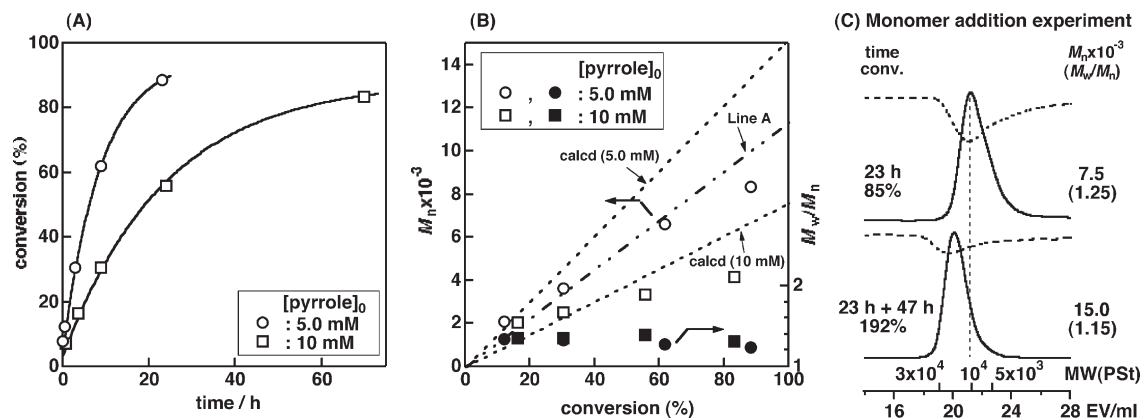 (A)
100
80
60
40
20
0
conversion (%)
0 20 40 60
time / h
[pyrrole]0
: 5.0 mM
: 10 mM
(B)
14
12
10
8
6
4
2
0
Mn x10-3
[pyrrole]0
, : 5.0 mM
, : 10 mM
calcd (5.0 mM)
Line A
calcd (10 mM)
2
1
Mw/Mn
0 20 40 60 80 100
conversion (%)
(C) Monomer addition experiment
time
conv.
Mn x10-3
(Mw/Mn)
23 h
85%
7.5
(1.25)
23 h + 47 h
192%
15.0
(1.15)
3x104 104 5x103 MW(PSt)
16 20 24 28 EV/ml